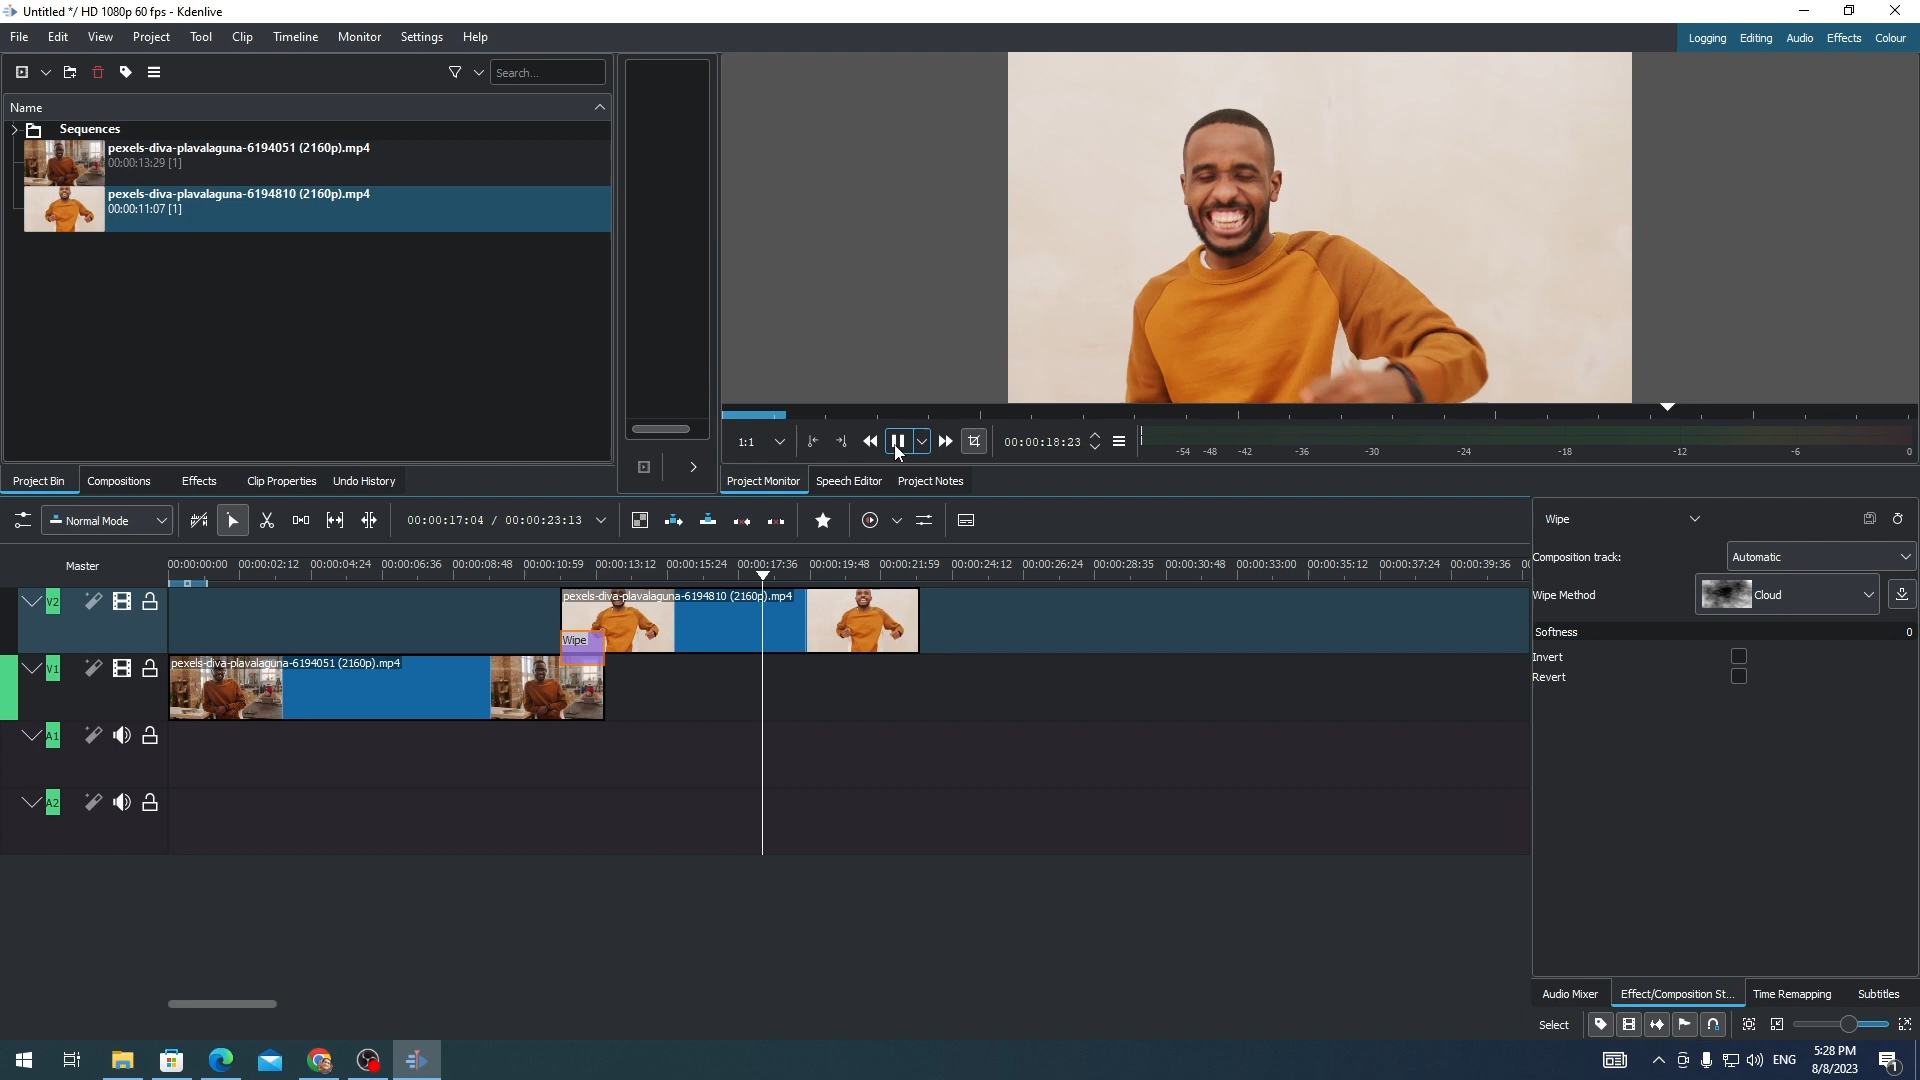 Untitled */ HD 1080p 60 fps - Kdenlive
File Edit View Project Tool Clip Timeline Monitor Settings Help
Logging Editing Audio Effects Colour
Search...
Name
Sequences
pexels-diva-plavalaguna-6194051 (2160p).mp4
00:00:13:29 [1]
pexels-diva-plavalaguna-6194810 (2160p).mp4
00:00:11:07 [1]
1:1 00:00:18:23
-54 -48 -42 -36 -30 -24 -18 -12 -6 0
Project Bin Compositions Effects Clip Properties Undo History
Project Monitor Speech Editor Project Notes
Normal Mode 00:00:17:04 / 00:00:23:13
Master
00:00:00:00 00:00:02:12 00:00:04:24 00:00:06:36 00:00:08:48 00:00:10:59 00:00:13:12 00:00:15:24 00:00:17:36 00:00:19:48 00:00:21:59 00:00:24:12 00:00:26:24 00:00:28:35 00:00:30:48 00:00:33:00 00:00:35:12 00:00:37:24 00:00:39:36
V2
pexels-diva-plavalaguna-6194810 (2160p).mp4
Wipe
V1
pexels-diva-plavalaguna-6194051 (2160p).mp4
A1
A2
Wipe
Composition track: Automatic
Wipe Method Cloud
Softness 0
Invert
Revert
Audio Mixer Effect/Composition St... Time Remapping Subtitles
Select
ENG
5:28 PM
8/8/2023
1